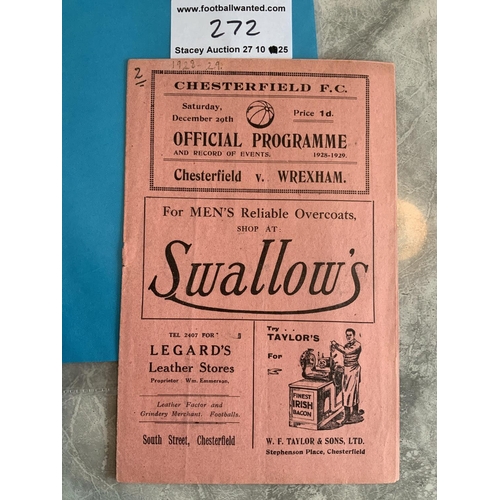 www.footballwanted.com
272
Stacey Auction 27 10 25
2
1928-29
CHESTERFIELD F.C.
Saturday,
December 29th
Price 1d.
OFFICIAL PROGRAMME
AND RECORD OF EVENTS. 1928-1929.
Chesterfield v. WREXHAM.
For MEN'S Reliable Overcoats,
SHOP AT
Swallow's
TEL 2407 FOR
LEGARD'S
Leather Stores
Proprietor Wm. Emmerson.
Leather Factor and
Grindery Merchant. Footballs.
South Street, Chesterfield
Try . .
TAYLOR'S
For
FINEST
IRISH
BACON
W. F. TAYLOR & SONS, LTD.
Stephenson Place, Chesterfield